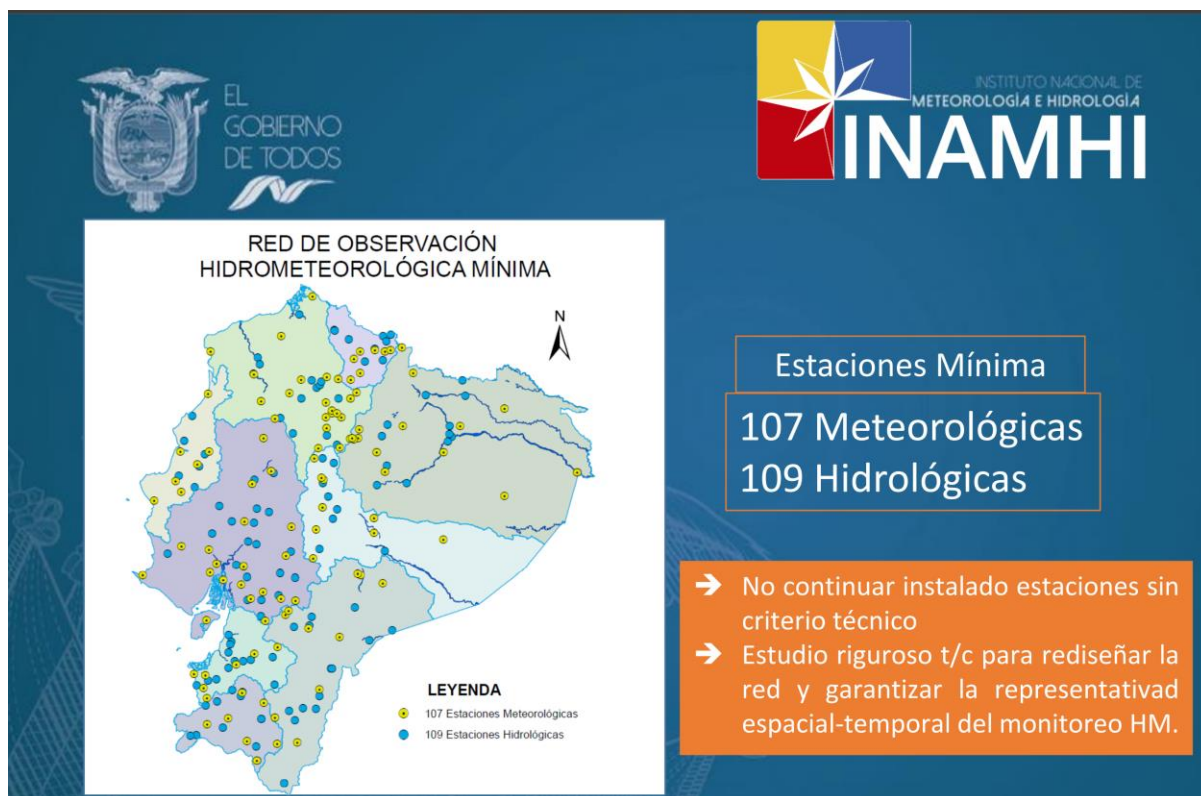 EL
GOBIERNO
DE TODOS
INSTITUTO NACIONAL DE
METEOROLOGÍA E HIDROLOGÍA
INAMHI
RED DE OBSERVACIÓN
HIDROMETEOROLÓGICA MÍNIMA
N
LEYENDA
107 Estaciones Meteorológicas
109 Estaciones Hidrológicas
Estaciones Mínima
107 Meteorológicas
109 Hidrológicas
➔ No continuar instalado estaciones sin
criterio técnico
➔ Estudio riguroso t/c para rediseñar la
red y garantizar la representativad
espacial-temporal del monitoreo HM.